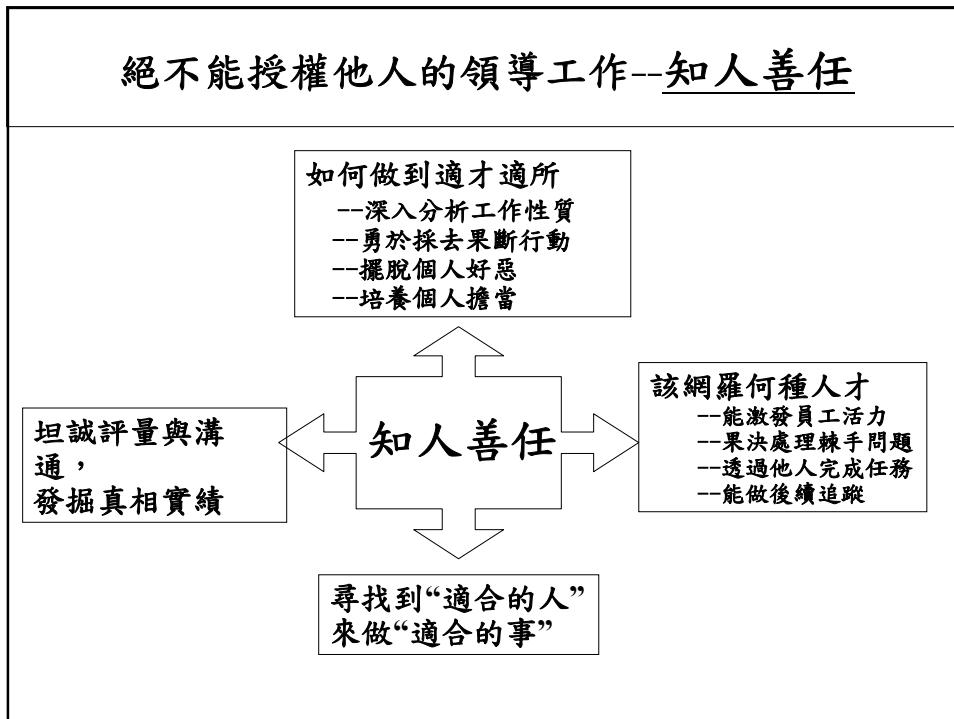 絕不能授權他人的領導工作--知人善任
如何做到適才適所
--深入分析工作性質
--勇於採去果斷行動
--擺脫個人好惡
--培養個人擔當
坦誠評量與溝
通，
發掘真相實績
知人善任
該網羅何種人才
--能激發員工活力
--果決處理棘手問題
--透過他人完成任務
--能做後續追蹤
尋找到“適合的人”
來做“適合的事”